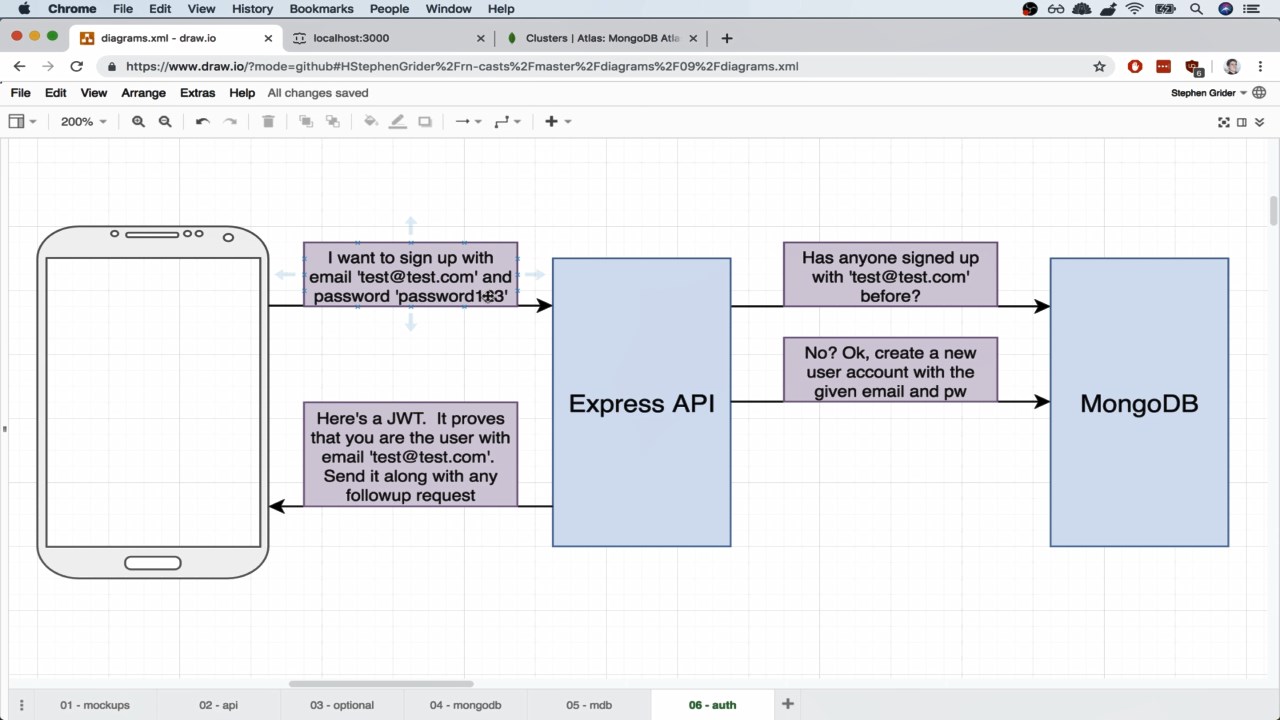 Chrome File Edit View History Bookmarks People Window Help
diagrams.xml - draw.io
localhost:3000
Clusters | Atlas: MongoDB Atla
https://www.draw.io/?mode=github#HStephenGrider%2Frn-casts%2Fmaster%2Fdiagrams%2F09%2Fdiagrams.xml
6
File Edit View Arrange Extras Help All changes saved
Stephen Grider
200%
I want to sign up with
email 'test@test.com' and
password 'password123'
Has anyone signed up
with 'test@test.com'
before?
No? Ok, create a new
user account with the
given email and pw
Express API
MongoDB
Here's a JWT. It proves
that you are the user with
email 'test@test.com'.
Send it along with any
followup request
01 - mockups
02 - api
03 - optional
04 - mongodb
05 - mdb
06 - auth